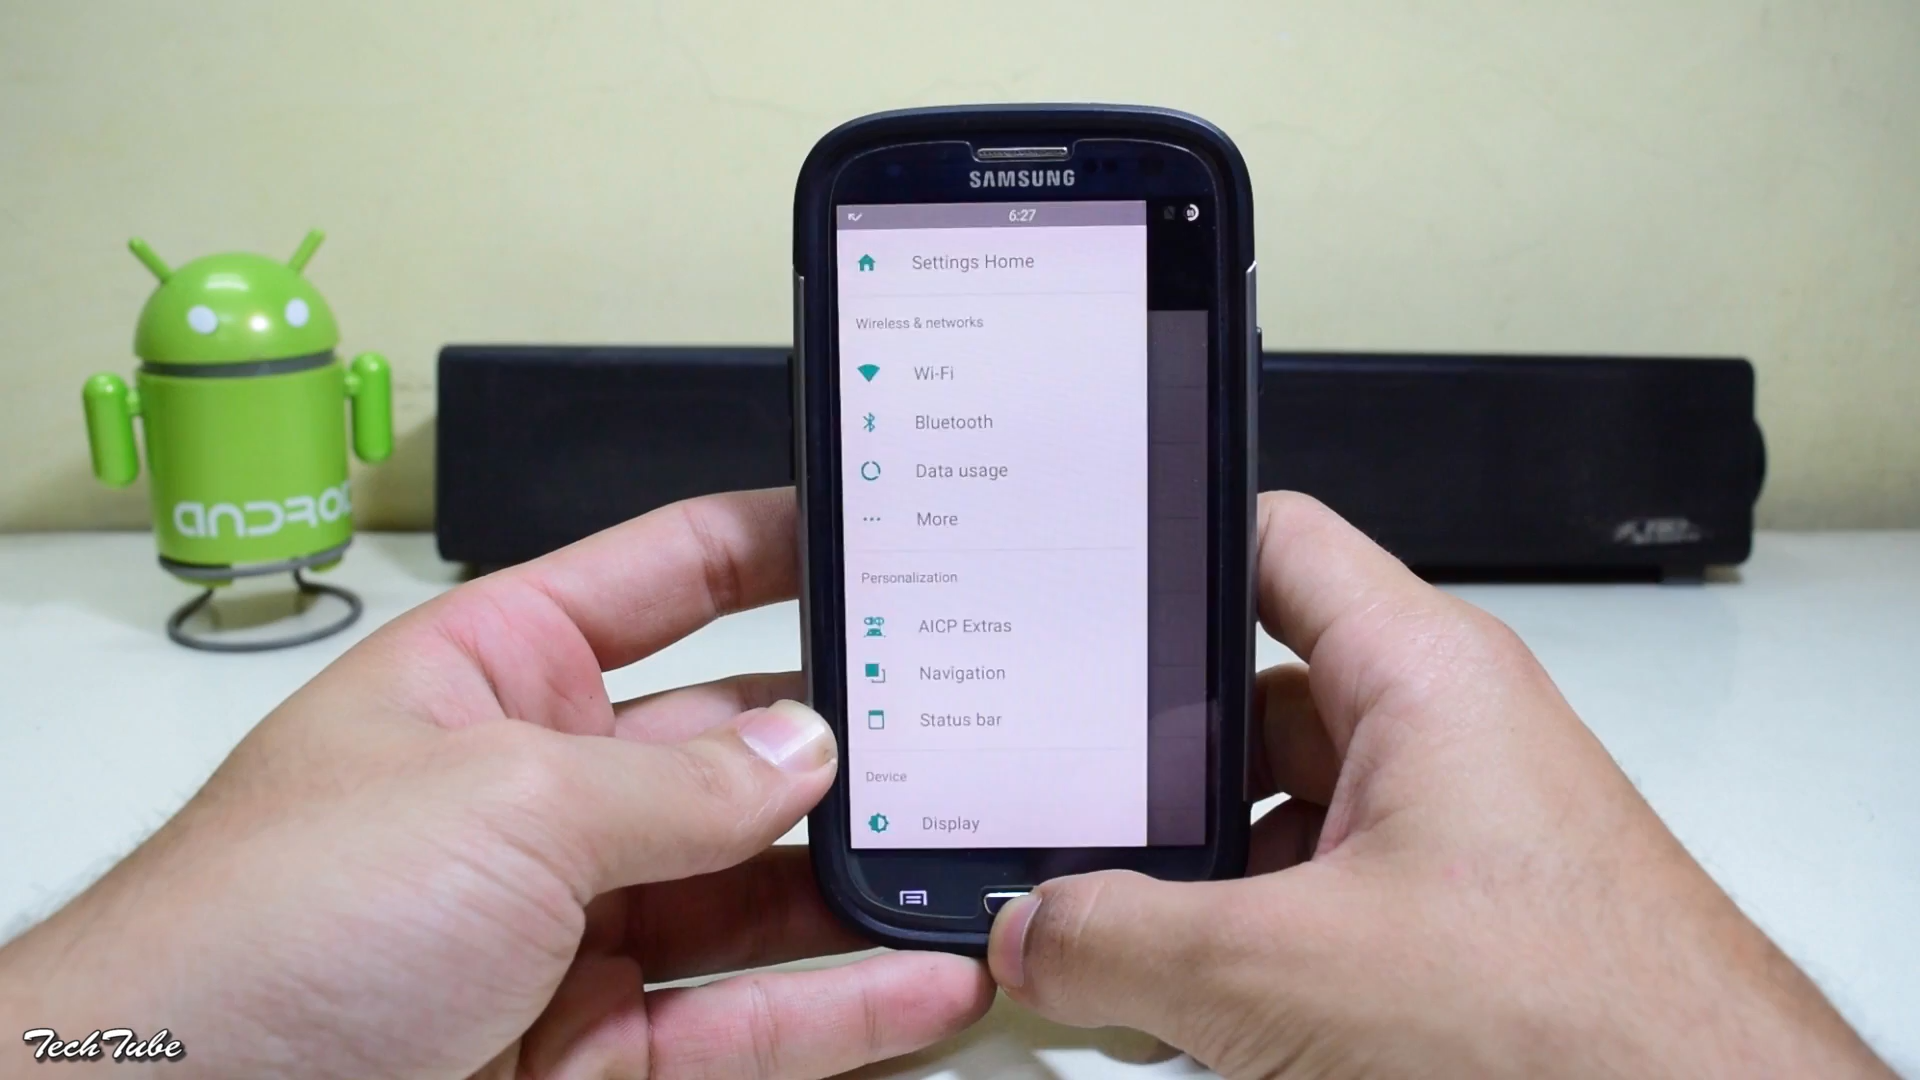 SAMSUNG
6:27
Settings Home
Wireless & networks
Wi-Fi
Bluetooth
Data usage
More
Personalization
AICP Extras
Navigation
Status bar
Device
Display
ANDROI
TechTube